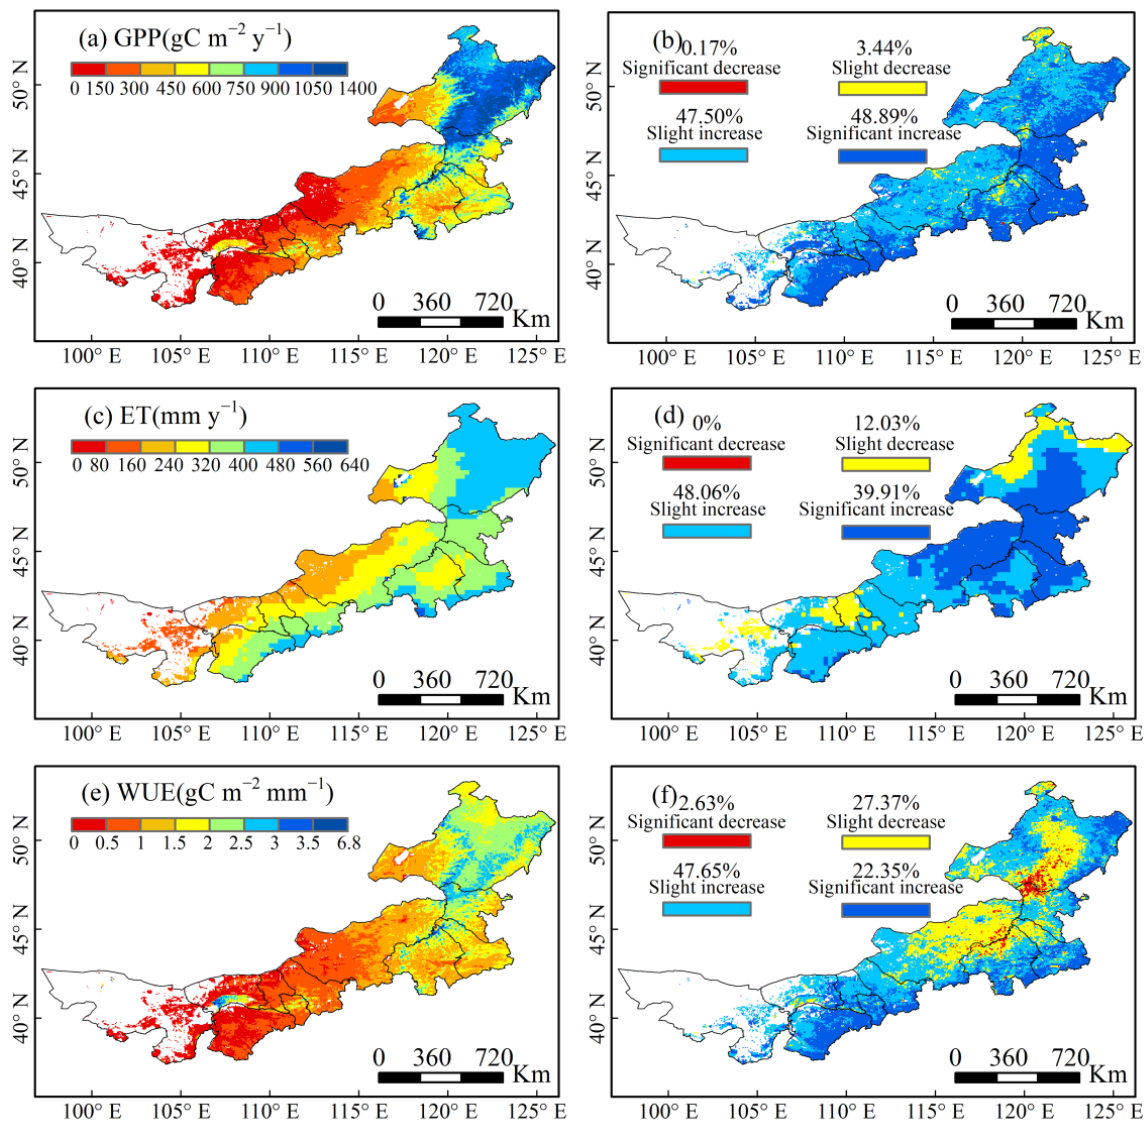 (a) GPP(gC m⁻² y⁻¹)
0 150 300 450 600 750 900 1050 1400
50° N
45° N
40° N
0 360 720
Km
100° E 105° E 110° E 115° E 120° E 125° E
(b)
0.17% 3.44%
Significant decrease Slight decrease
47.50% 48.89%
Slight increase Significant increase
50° N
45° N
40° N
0 360 720
Km
100° E 105° E 110° E 115° E 120° E 125° E
(c) ET(mm y⁻¹)
0 80 160 240 320 400 480 560 640
50° N
45° N
40° N
0 360 720
Km
100° E 105° E 110° E 115° E 120° E 125° E
(d)
0% 12.03%
Significant decrease Slight decrease
48.06% 39.91%
Slight increase Significant increase
50° N
45° N
40° N
0 360 720
Km
100° E 105° E 110° E 115° E 120° E 125° E
(e) WUE(gC m⁻² mm⁻¹)
0 0.5 1 1.5 2 2.5 3 3.5 6.8
50° N
45° N
40° N
0 360 720
Km
100° E 105° E 110° E 115° E 120° E 125° E
(f)
2.63% 27.37%
Significant decrease Slight decrease
47.65% 22.35%
Slight increase Significant increase
50° N
45° N
40° N
0 360 720
Km
100° E 105° E 110° E 115° E 120° E 125° E